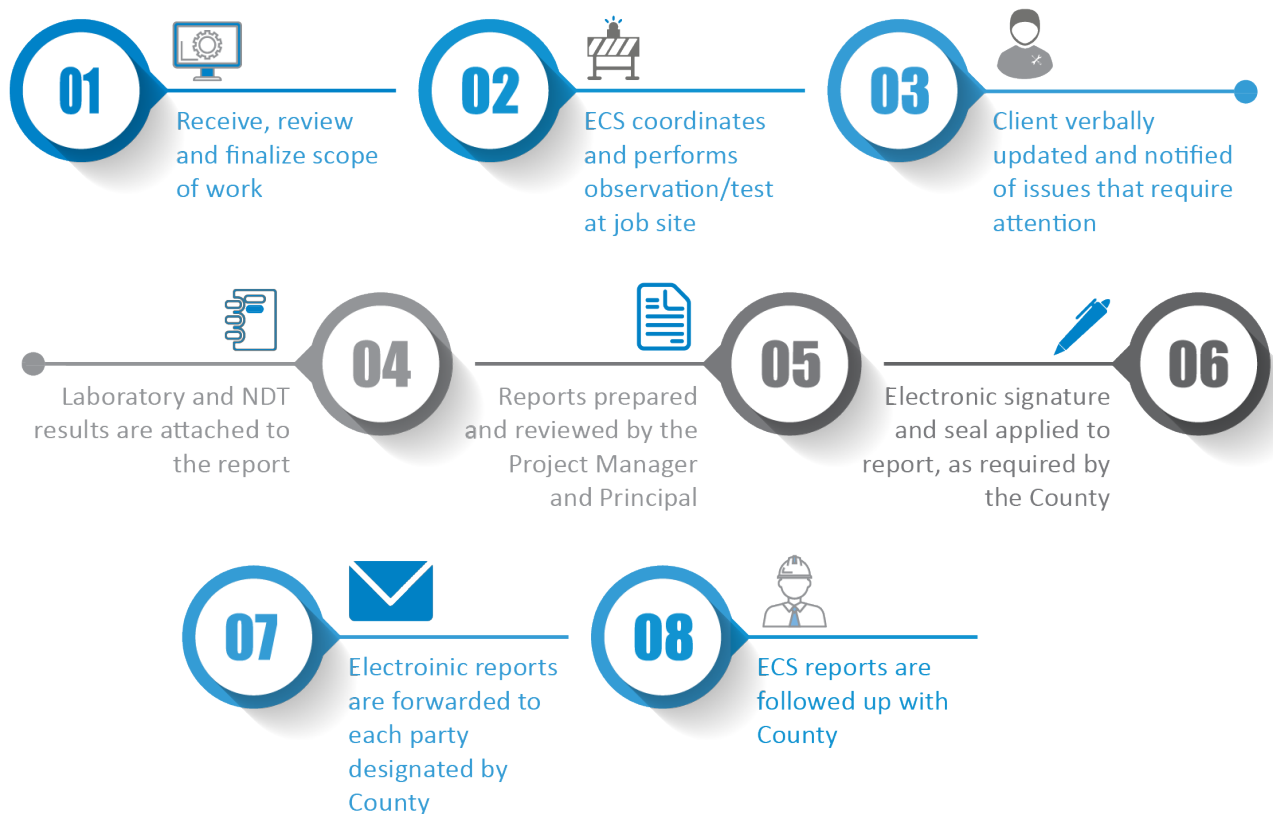 01
Receive, review
and finalize scope
of work
02
ECS coordinates
and performs
observation/test
at job site
03
Client verbally
updated and notified
of issues that require
attention
04
Laboratory and NDT
results are attached to
the report
05
Reports prepared
and reviewed by the
Project Manager
and Principal
06
Electronic signature
and seal applied to
report, as required by
the County
07
Electroinic reports
are forwarded to
each party
designated by
County
08
ECS reports are
followed up with
County